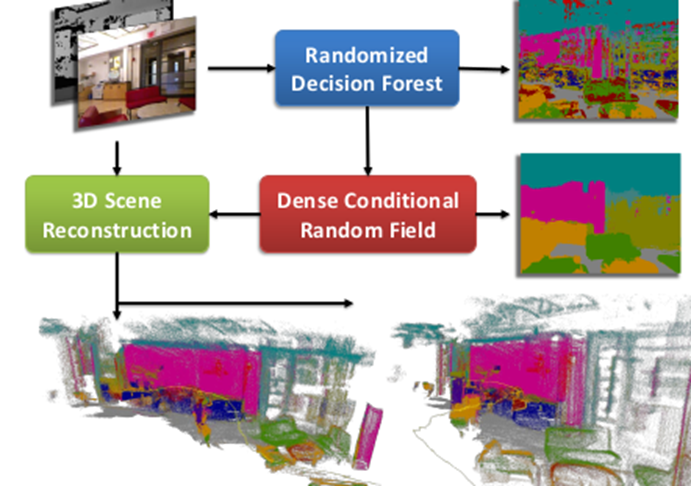 Randomized
Decision Forest
3D Scene
Reconstruction
Dense Conditional
Random Field